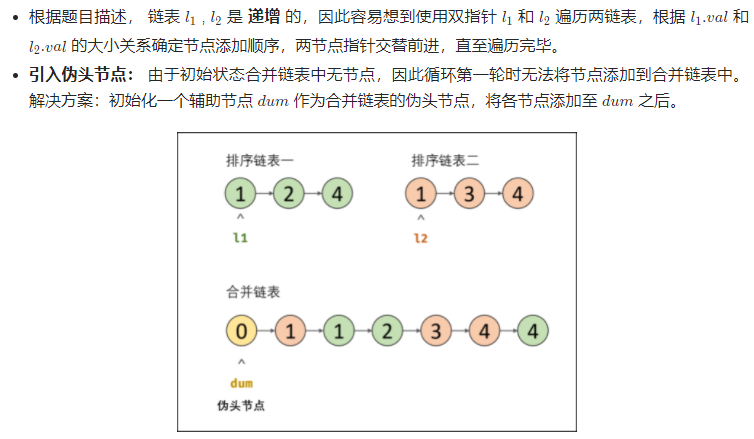 • 根据题目描述， 链表 l₁ , l₂ 是 递增 的，因此容易想到使用双指针 l₁ 和 l₂ 遍历两链表，根据 l₁.val 和
l₂.val 的大小关系确定节点添加顺序，两节点指针交替前进，直至遍历完毕。
• 引入伪头节点： 由于初始状态合并链表中无节点，因此循环第一轮时无法将节点添加到合并链表中。
解决方案：初始化一个辅助节点 dum 作为合并链表的伪头节点，将各节点添加至 dum 之后。
排序链表一 排序链表二
1 2 4 1 3 4
^ ^
l1 l2
合并链表
0 1 1 2 3 4 4
^
dum
伪头节点